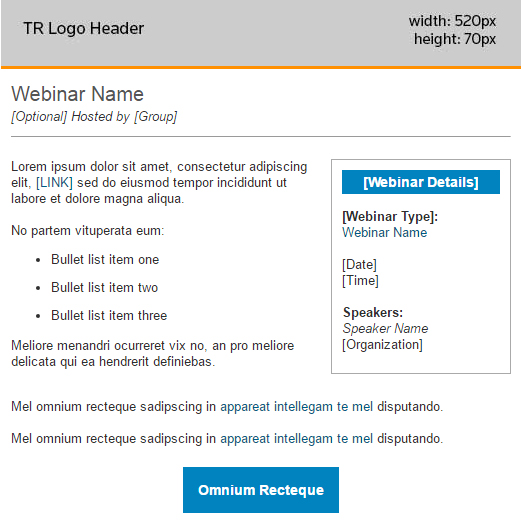 TR Logo Header
width: 520px
height: 70px
Webinar Name
[Optional] Hosted by [Group]
Lorem ipsum dolor sit amet, consectetur adipiscing
elit, [LINK] sed do eiusmod tempor incididunt ut
labore et dolore magna aliqua.
No partem vituperata eum:
• Bullet list item one
• Bullet list item two
• Bullet list item three
Meliore menandri ocurreret vix no, an pro meliore
delicata qui ea hendrerit definiebas.
[Webinar Details]
[Webinar Type]:
Webinar Name
[Date]
[Time]
Speakers:
Speaker Name
[Organization]
Mel omnium recteque sadipscing in appareat intellegam te mel disputando.
Mel omnium recteque sadipscing in appareat intellegam te mel disputando.
Omnium Recteque